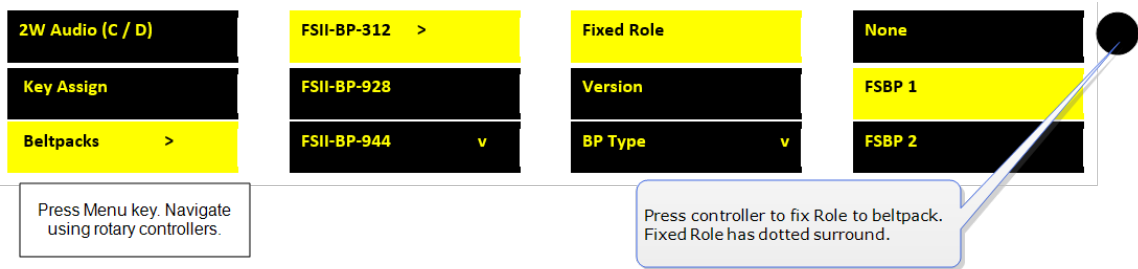 2W Audio (C / D)
Key Assign
Beltpacks >
FSII-BP-312 >
FSII-BP-928
FSII-BP-944 v
Fixed Role
Version
BP Type v
None
FSBP 1
FSBP 2
Press Menu key. Navigate
using rotary controllers.
Press controller to fix Role to beltpack.
Fixed Role has dotted surround.